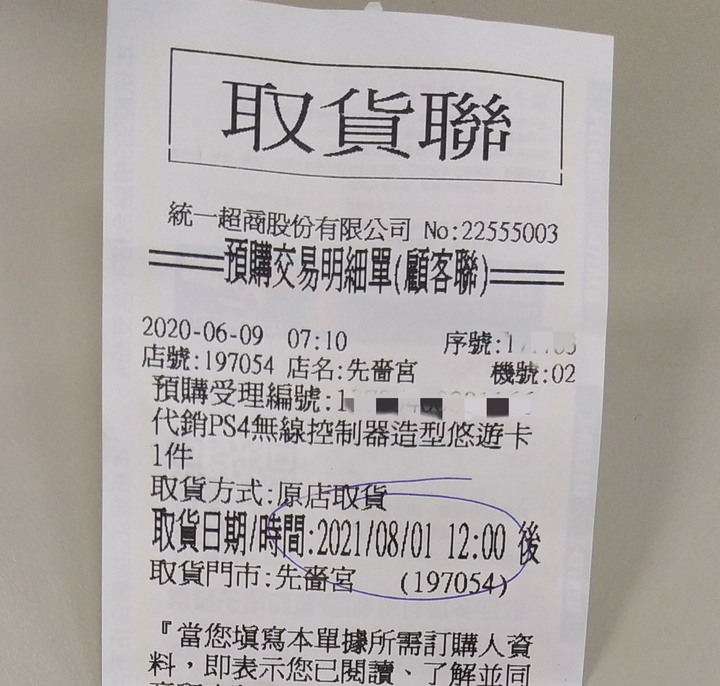 取貨聯
統一超商股份有限公司 No:22555003
預購交易明細單(顧客聯)
2020-06-09 07:10 序號:1
店號:197054 店名:先嗇宮 機號:02
預購受理編號:1
代銷PS4無線控制器造型悠遊卡
1件
取貨方式:原店取貨
取貨日期/時間:2021/08/01 12:00 後
取貨門市:先嗇宮 (197054)
『當您填寫本單據所需訂購人資
料,即表示您已閱讀、了解並同